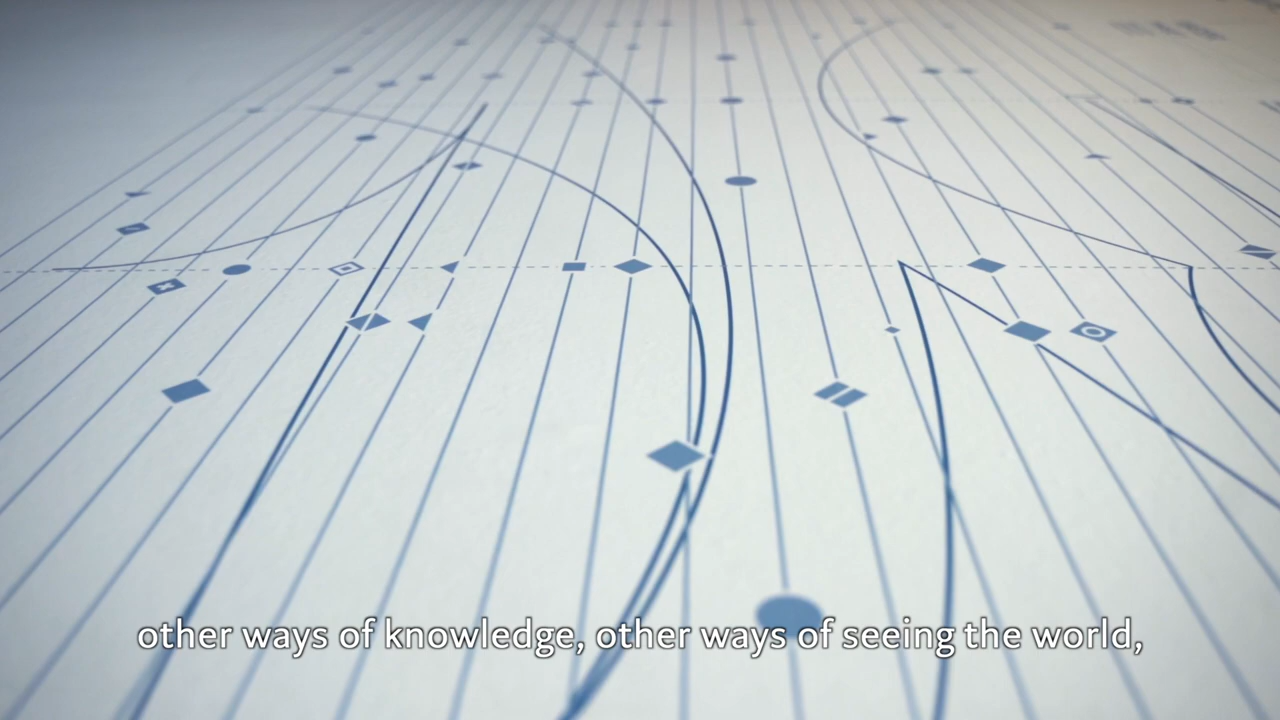 other ways of knowledge, other ways of seeing the world,